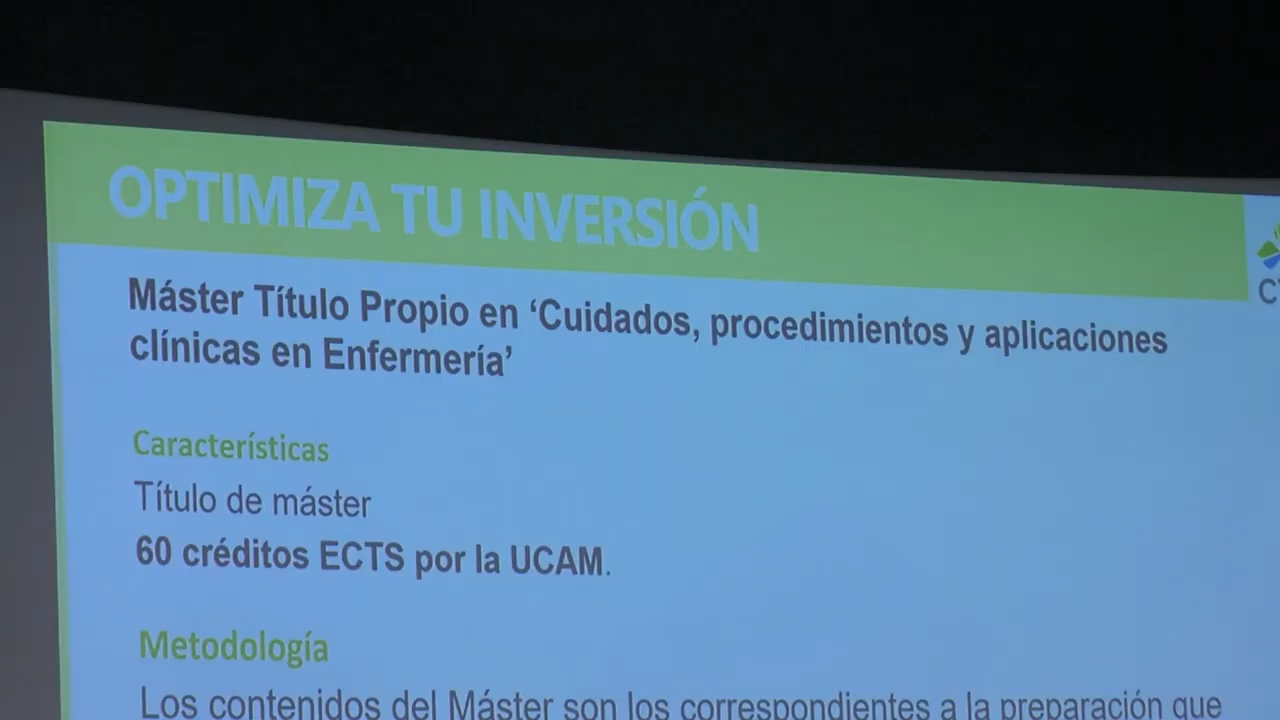 OPTIMIZA TU INVERSIÓN
Máster Título Propio en ‘Cuidados, procedimientos y aplicaciones
clínicas en Enfermería’
Características
Título de máster
60 créditos ECTS por la UCAM.
Metodología
Los contenidos del Máster son los correspondientes a la preparación que